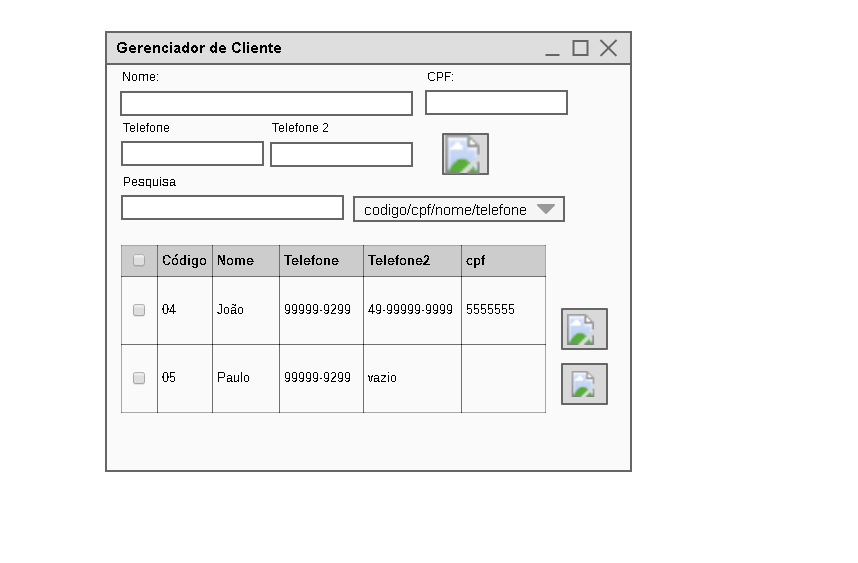 Gerenciador de Cliente
Nome: CPF:
Telefone Telefone 2
Pesquisa
codigo/cpf/nome/telefone
Código Nome Telefone Telefone2 cpf
04 João 99999-9299 49-99999-9999 5555555
05 Paulo 99999-9299 vazio